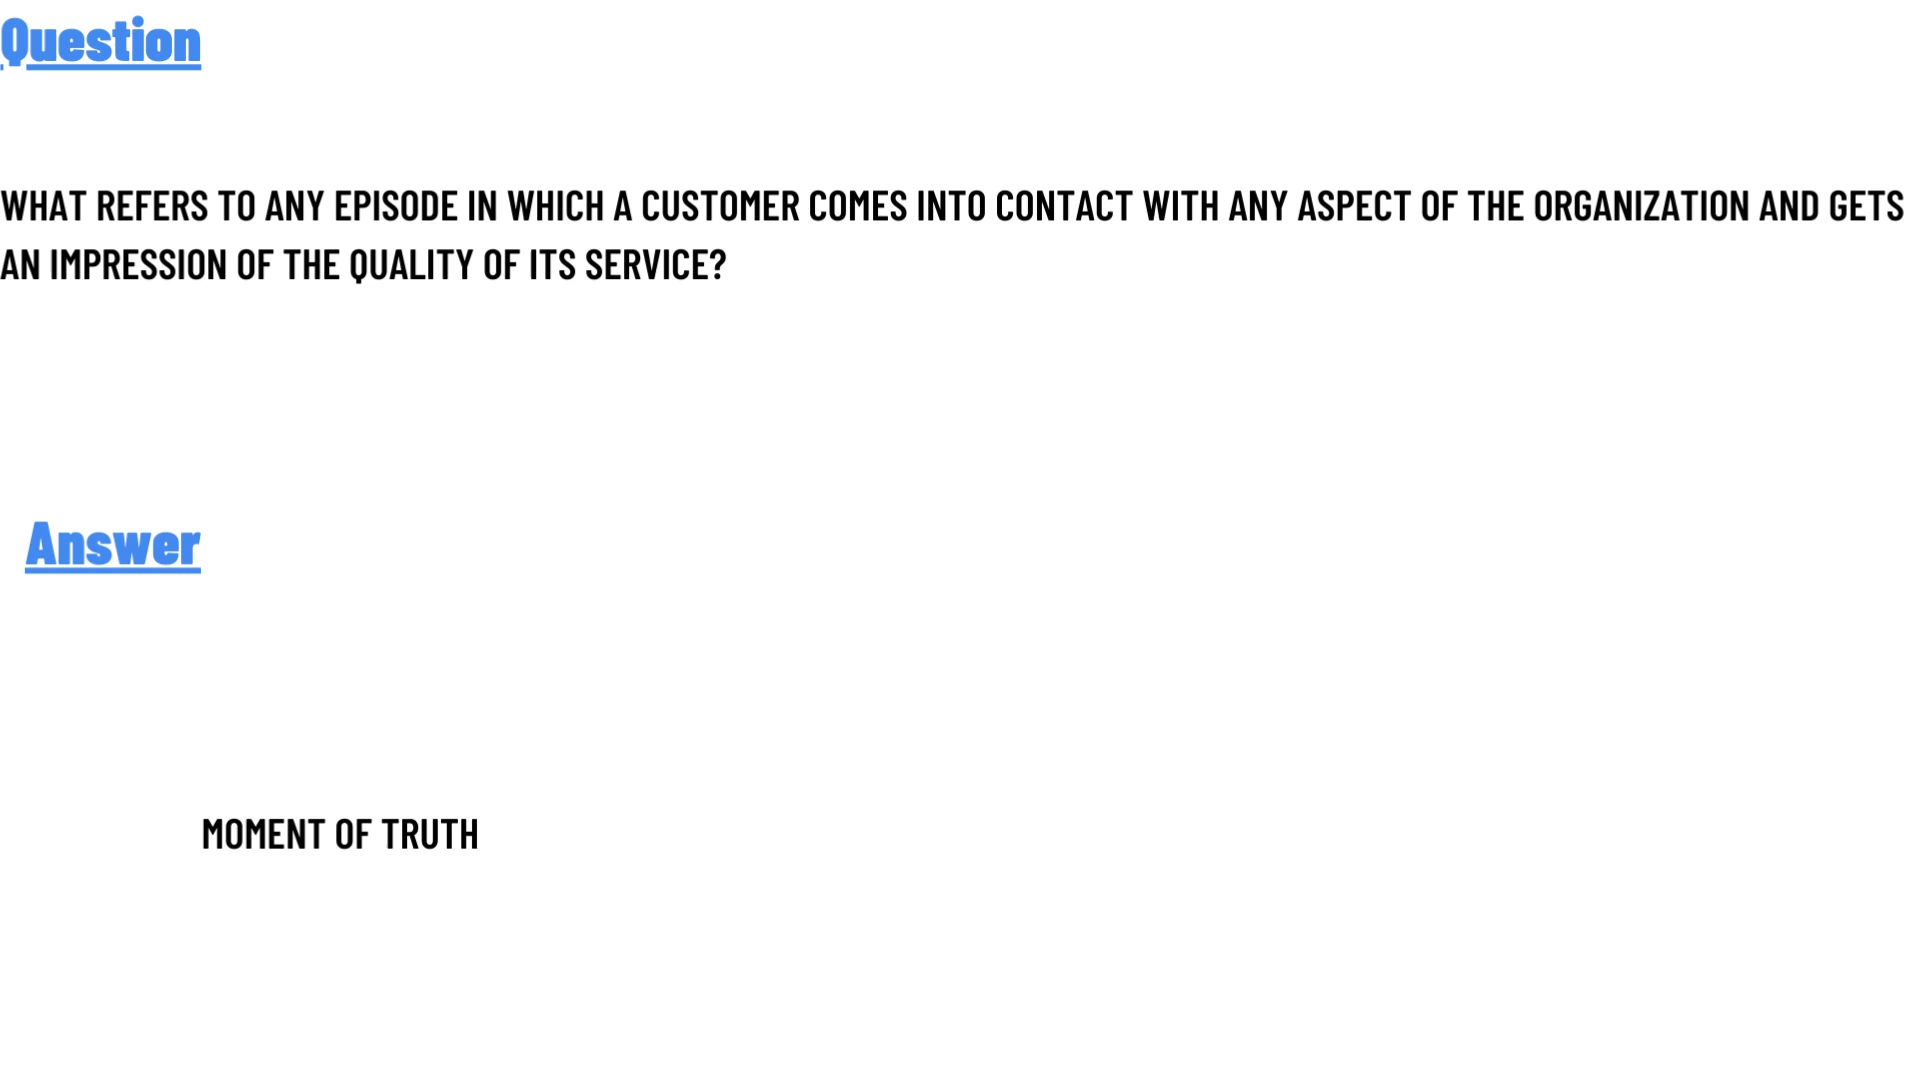 Question
WHAT REFERS TO ANY EPISODE IN WHICH A CUSTOMER COMES INTO CONTACT WITH ANY ASPECT OF THE ORGANIZATION AND GETS
AN IMPRESSION OF THE QUALITY OF ITS SERVICE?
Answer
MOMENT OF TRUTH